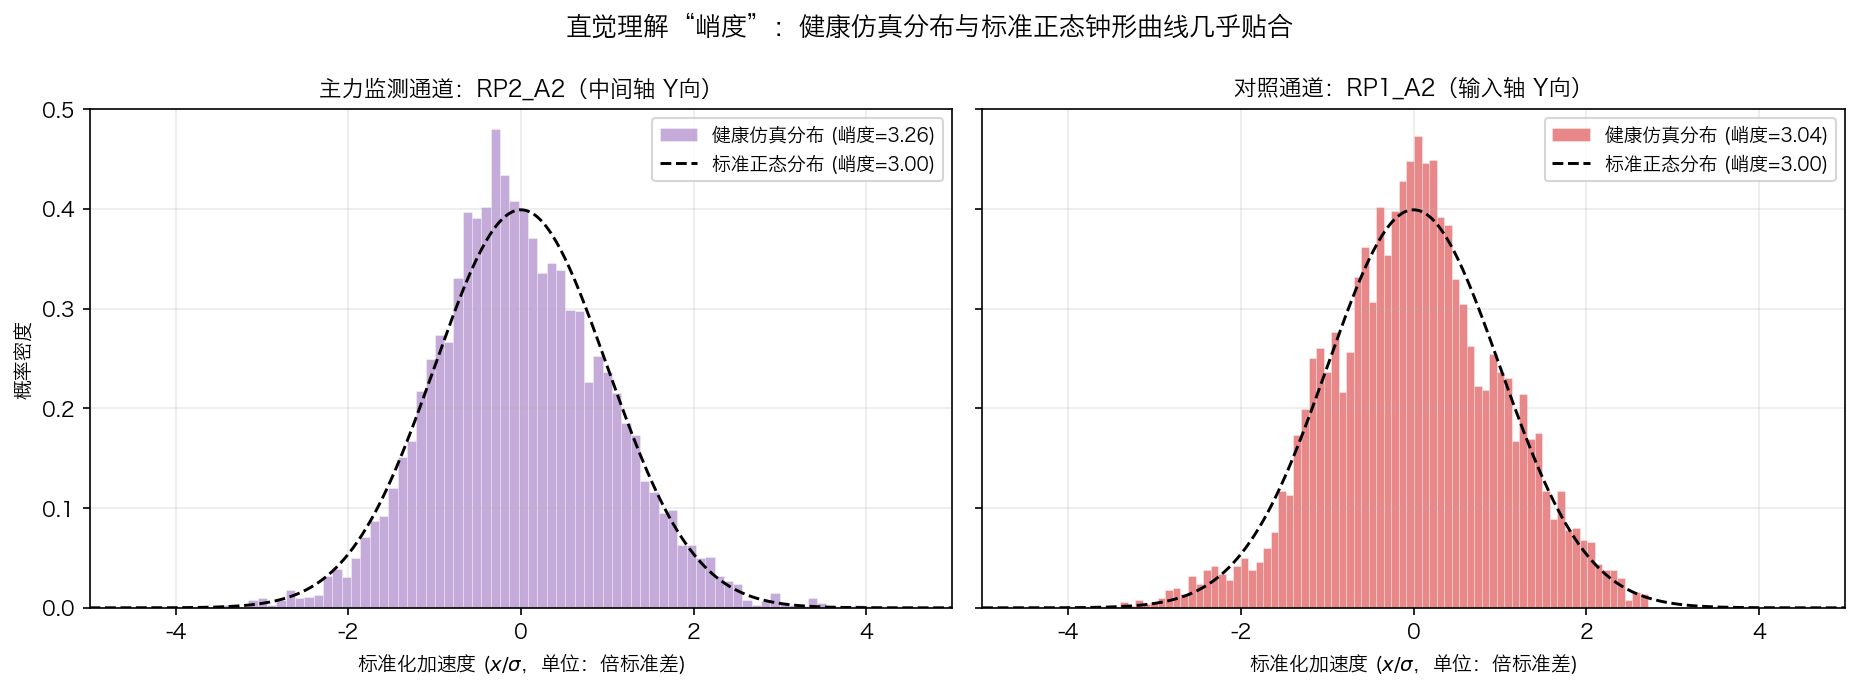 直觉理解“峭度”：健康仿真分布与标准正态钟形曲线几乎贴合
主力监测通道：RP2_A2（中间轴 Y向）
健康仿真分布 (峭度=3.26)
标准正态分布 (峭度=3.00)
概率密度
0.5
0.4
0.3
0.2
0.1
0.0
-4
-2
0
2
4
标准化加速度 (x/σ，单位：倍标准差)
对照通道：RP1_A2（输入轴 Y向）
健康仿真分布 (峭度=3.04)
标准正态分布 (峭度=3.00)
-4
-2
0
2
4
标准化加速度 (x/σ，单位：倍标准差)